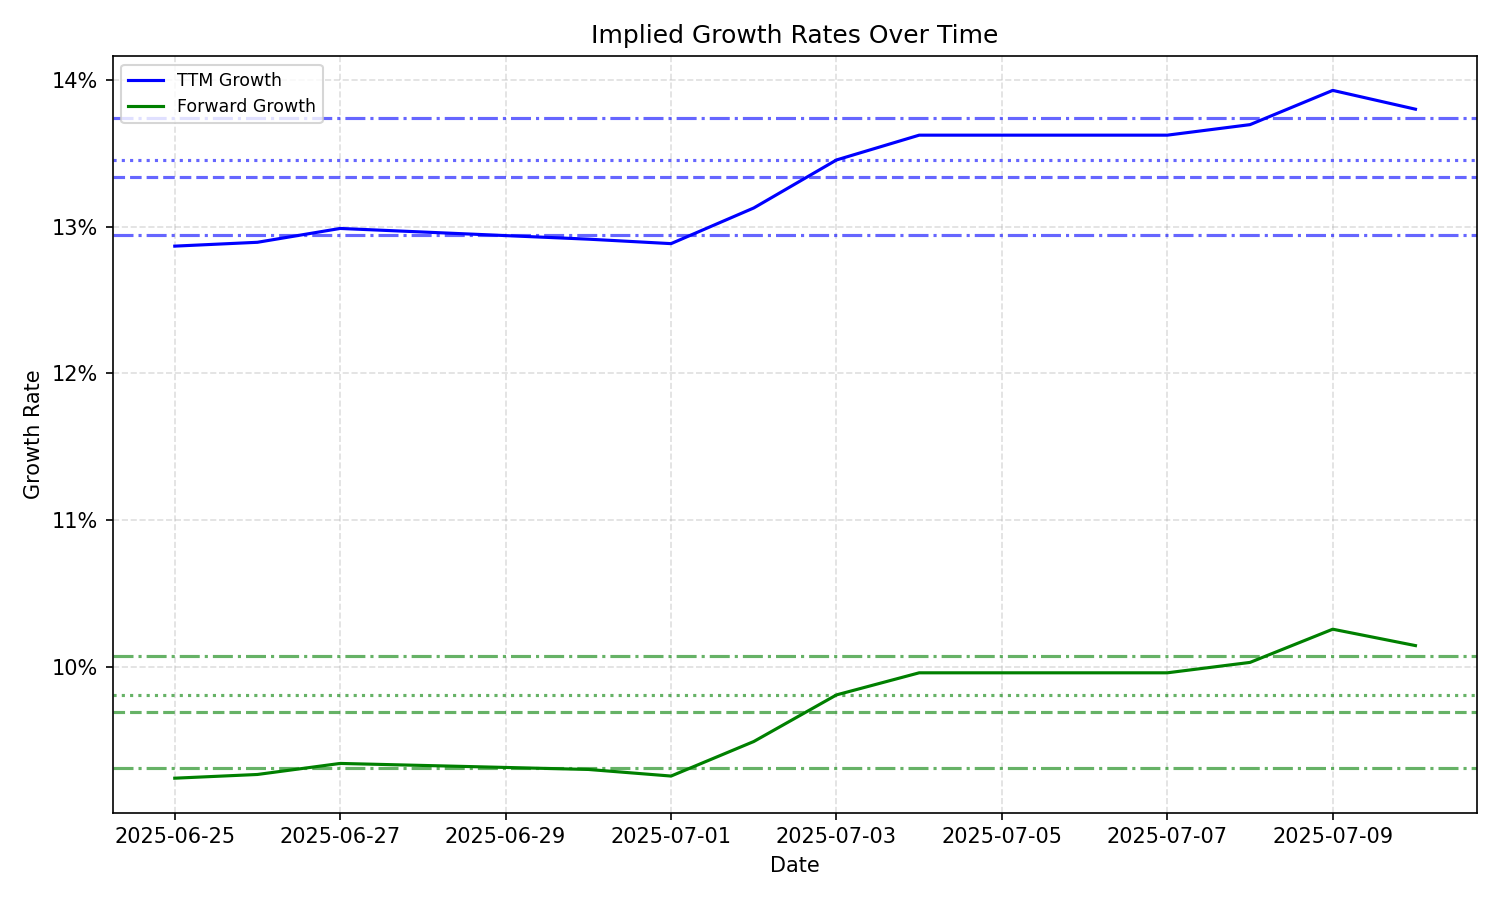 Implied Growth Rates Over Time
TTM Growth
Forward Growth
14%
13%
12%
11%
10%
Growth Rate
2025-06-25
2025-06-27
2025-06-29
2025-07-01
2025-07-03
2025-07-05
2025-07-07
2025-07-09
Date